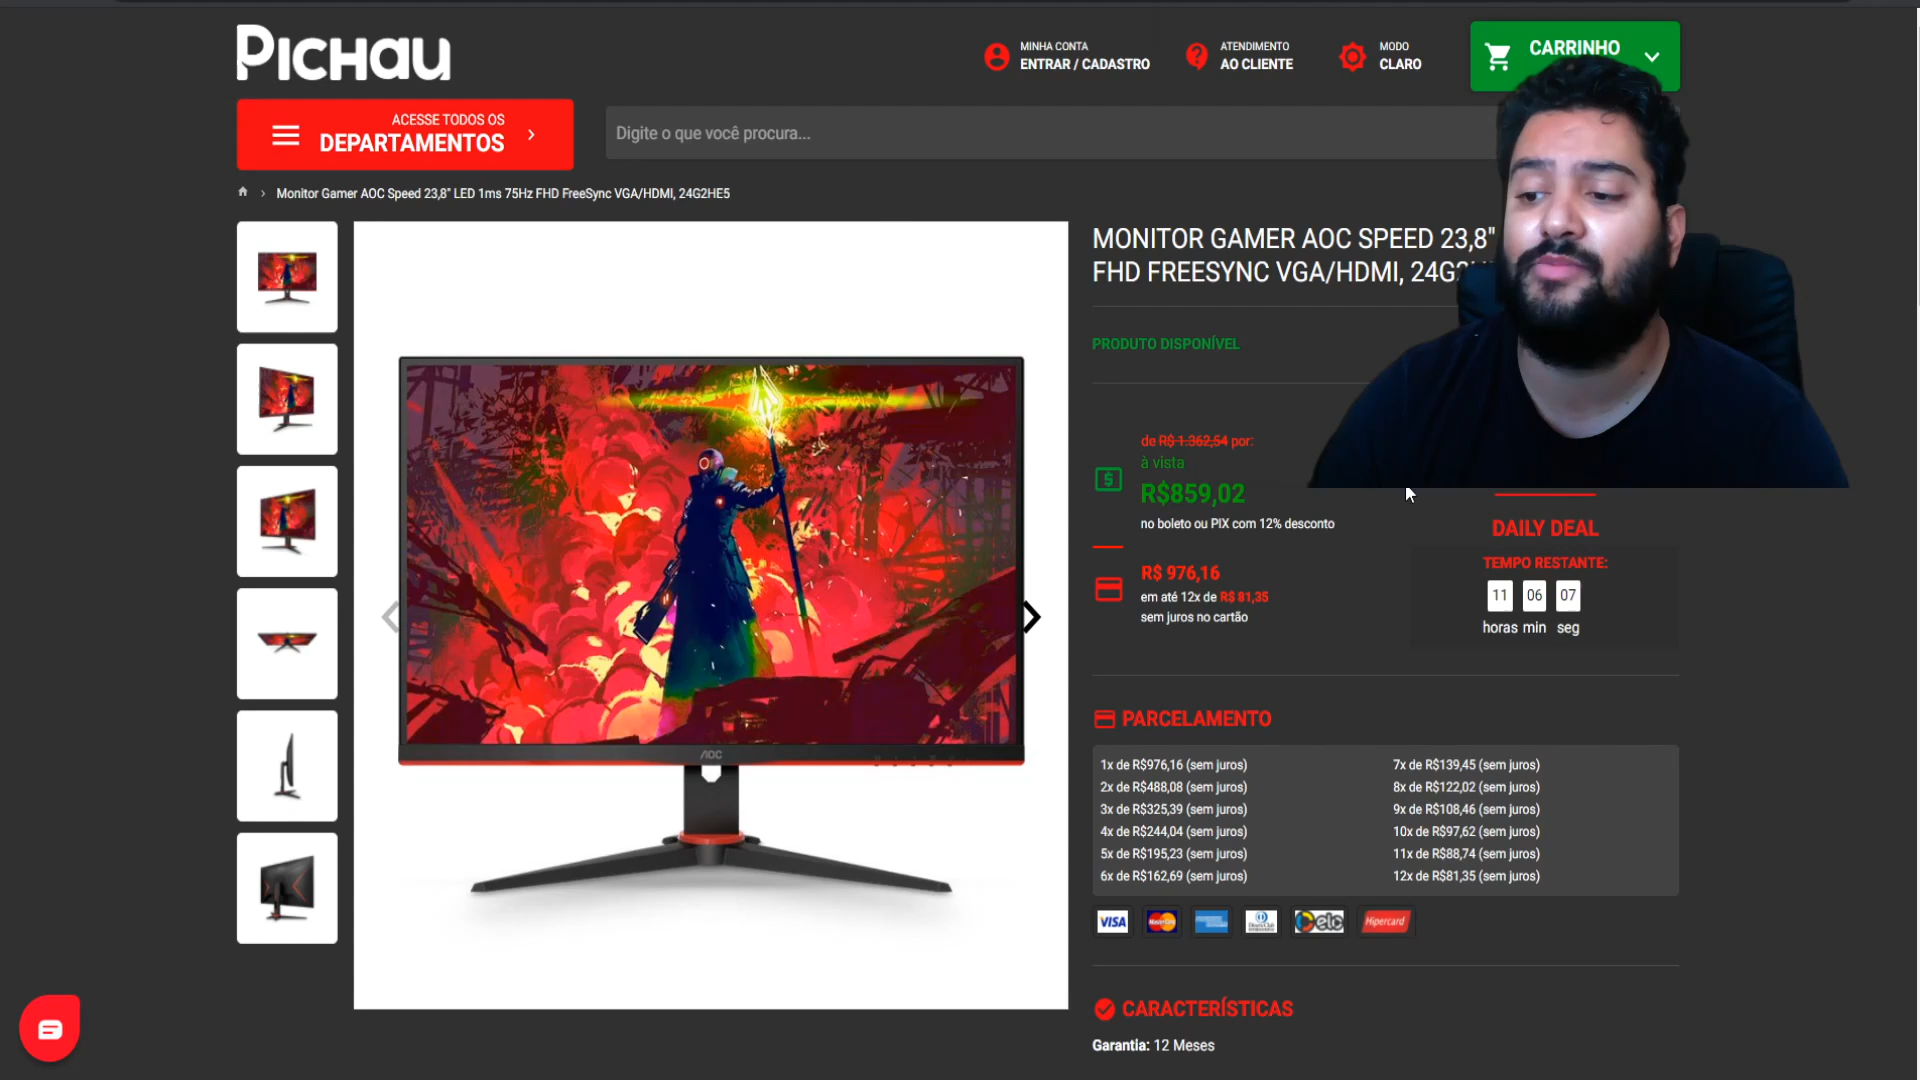 PICHAU
MINHA CONTA
ENTRAR / CADASTRO
ATENDIMENTO
AO CLIENTE
MODO
CLARO
CARRINHO
ACESSE TODOS OS
DEPARTAMENTOS
Digite o que você procura...
Monitor Gamer AOC Speed 23,8" LED 1ms 75Hz FHD FreeSync VGA/HDMI, 24G2HE5
MONITOR GAMER AOC SPEED 23,8"
FHD FREESYNC VGA/HDMI,
PRODUTO DISPONÍVEL
de R$ 1.362,54 por:
à vista
R$859,02
no boleto ou PIX com 12% desconto
R$ 976,16
em até 12x de R$ 81,35
sem juros no cartão
DAILY DEAL
TEMPO RESTANTE:
11 06 07
horas min seg
AOC
PARCELAMENTO
1x de R$976,16 (sem juros)
2x de R$488,08 (sem juros)
3x de R$325,39 (sem juros)
4x de R$244,04 (sem juros)
5x de R$195,23 (sem juros)
6x de R$162,69 (sem juros)
7x de R$139,45 (sem juros)
8x de R$122,02 (sem juros)
9x de R$108,46 (sem juros)
10x de R$97,62 (sem juros)
11x de R$88,74 (sem juros)
12x de R$81,35 (sem juros)
VISA MasterCard elo Hipercard
CARACTERÍSTICAS
Garantia: 12 Meses